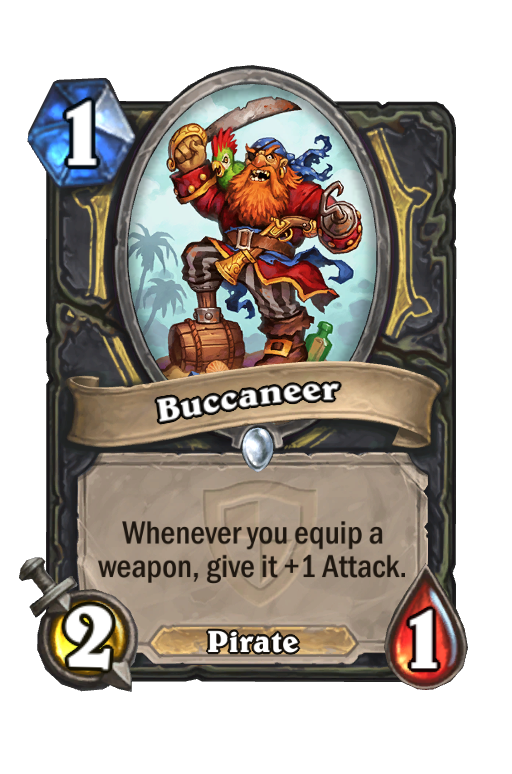 1
Buccaneer
Whenever you equip a
weapon, give it +1 Attack.
2
Pirate
1